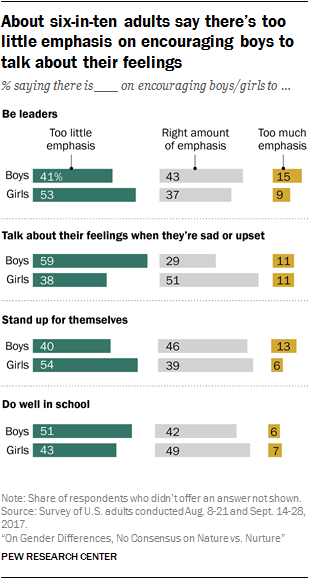 About six-in-ten adults say there's too
little emphasis on encouraging boys to
talk about their feelings
% saying there is ____ on encouraging boys/girls to ...
Be leaders
Too little Right amount Too much
emphasis of emphasis emphasis
Boys 41% 43 15
Girls 53 37 9
Talk about their feelings when they're sad or upset
Boys 59 29 11
Girls 38 51 11
Stand up for themselves
Boys 40 46 13
Girls 54 39 6
Do well in school
Boys 51 42 6
Girls 43 49 7
Note: Share of respondents who didn't offer an answer not shown.
Source: Survey of U.S. adults conducted Aug. 8-21 and Sept. 14-28,
2017.
"On Gender Differences, No Consensus on Nature vs. Nurture"
PEW RESEARCH CENTER